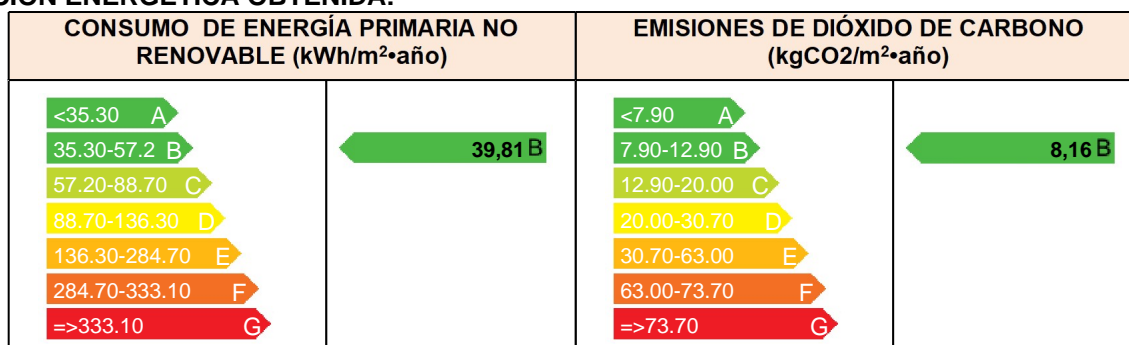 CONSUMO DE ENERGÍA PRIMARIA NO
RENOVABLE (kWh/m²•año)
<35.30 A
35.30-57.2 B
57.20-88.70 C
88.70-136.30 D
136.30-284.70 E
284.70-333.10 F
=>333.10 G
39,81 B
EMISIONES DE DIÓXIDO DE CARBONO
(kgCO2/m²•año)
<7.90 A
7.90-12.90 B
12.90-20.00 C
20.00-30.70 D
30.70-63.00 E
63.00-73.70 F
=>73.70 G
8,16 B